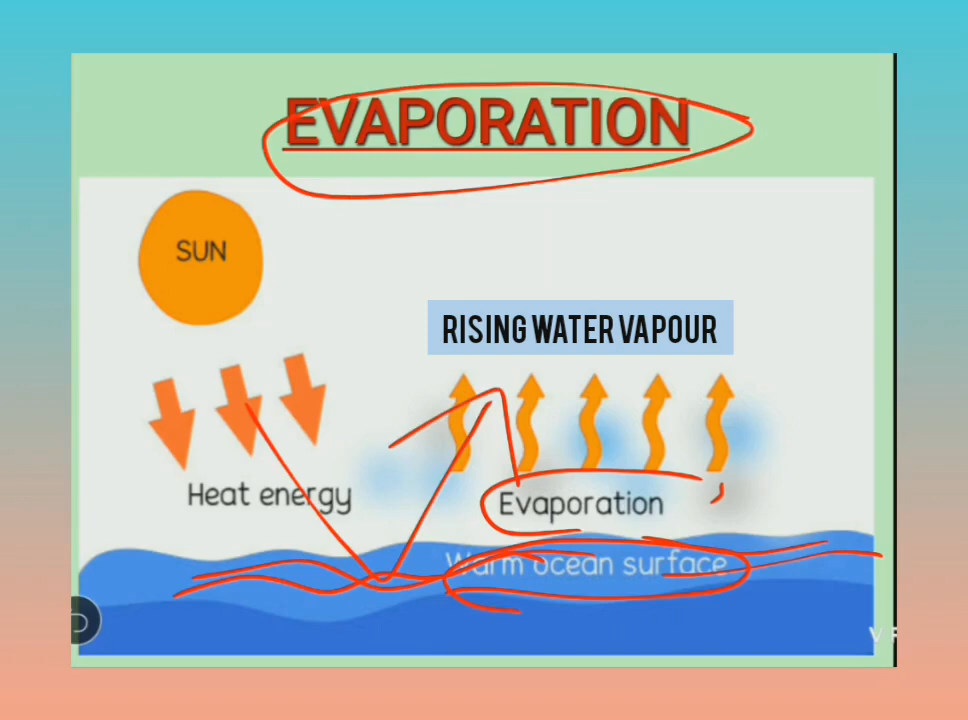 EVAPORATION
SUN
RISING WATER VAPOUR
Heat energy
Evaporation
Warm ocean surface